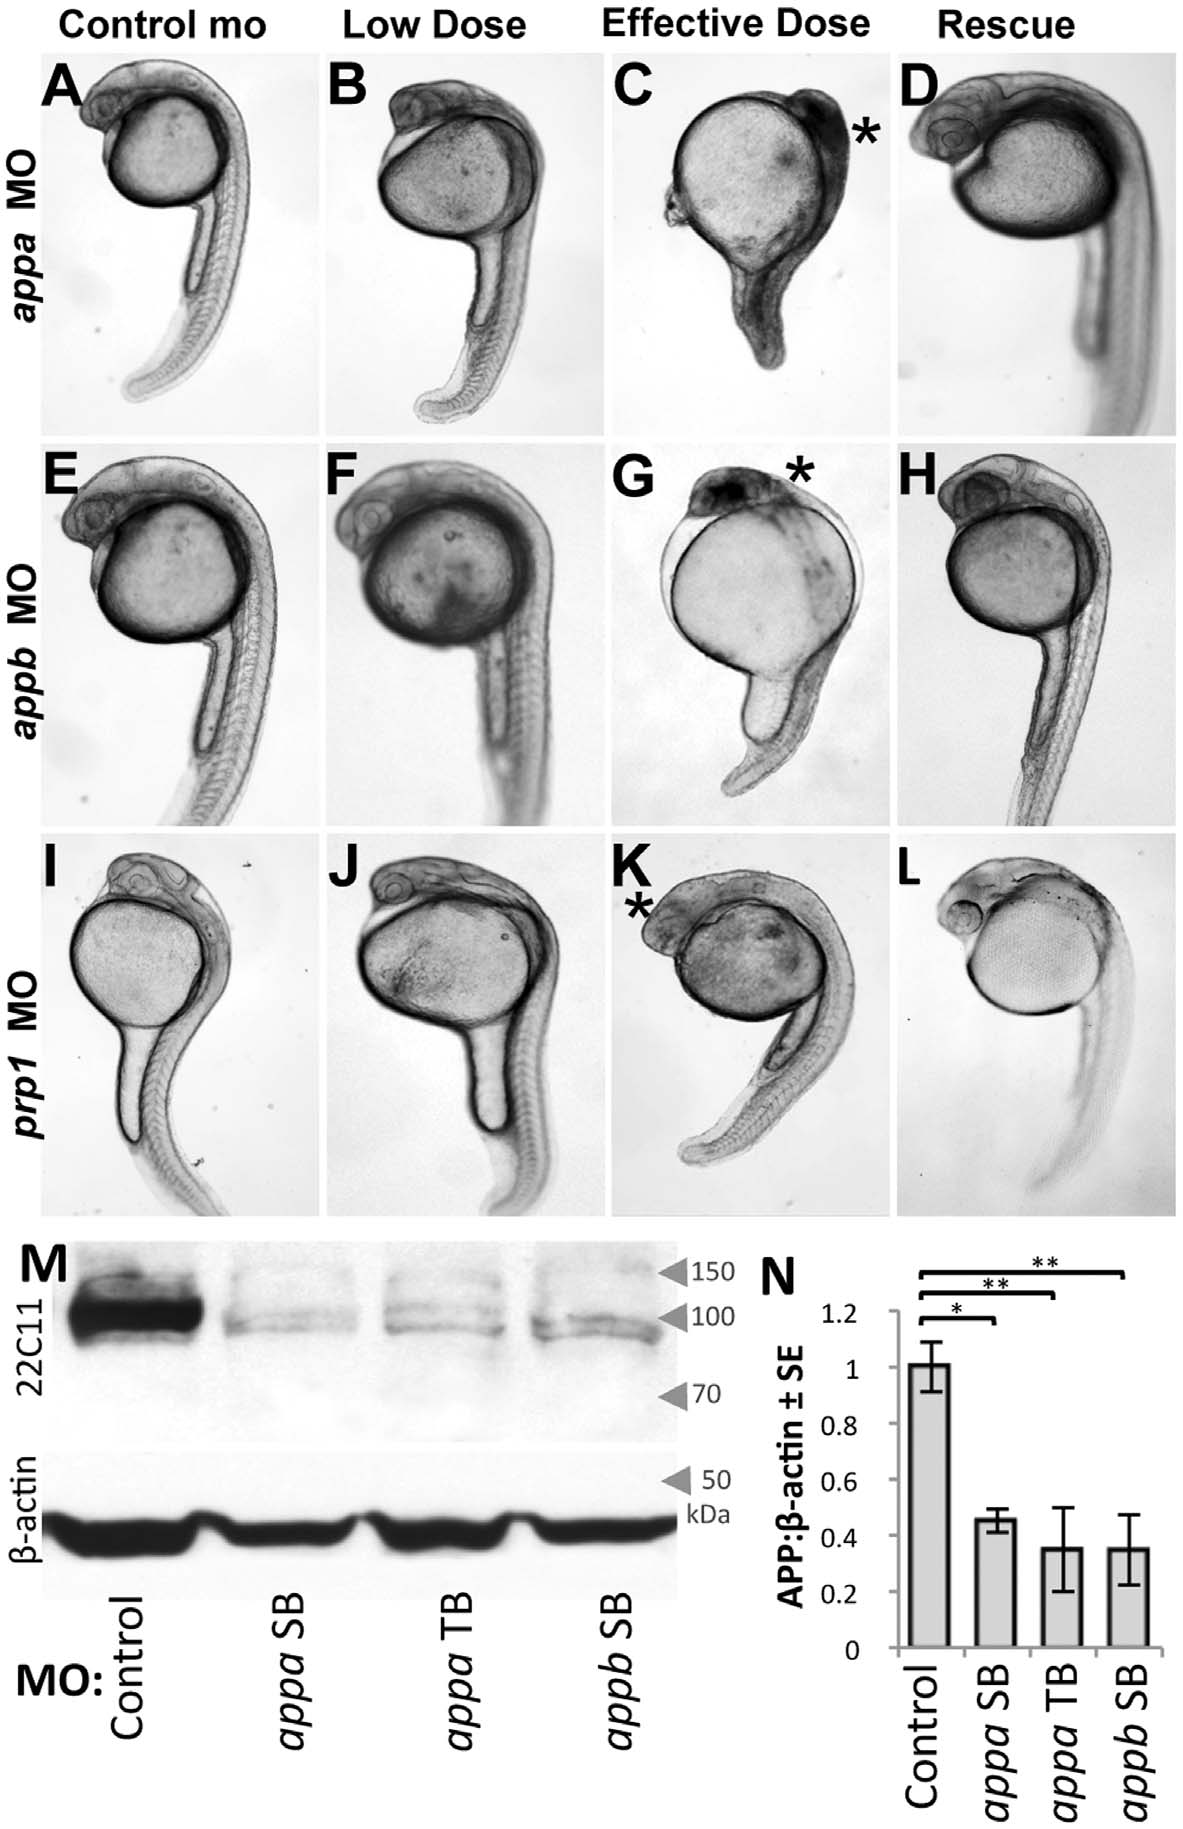 Control mo Low Dose Effective Dose Rescue
appa MO
A B C * D
appb MO
E F G * H
prp1 MO
I J K * L
M
22C11
150
100
70
β-actin
50
kDa
MO: Control appa SB appa TB appb SB
N
**
**
*
APP:β-actin ± SE
1.2
1
0.8
0.6
0.4
0.2
0
Control appa SB appa TB appb SB